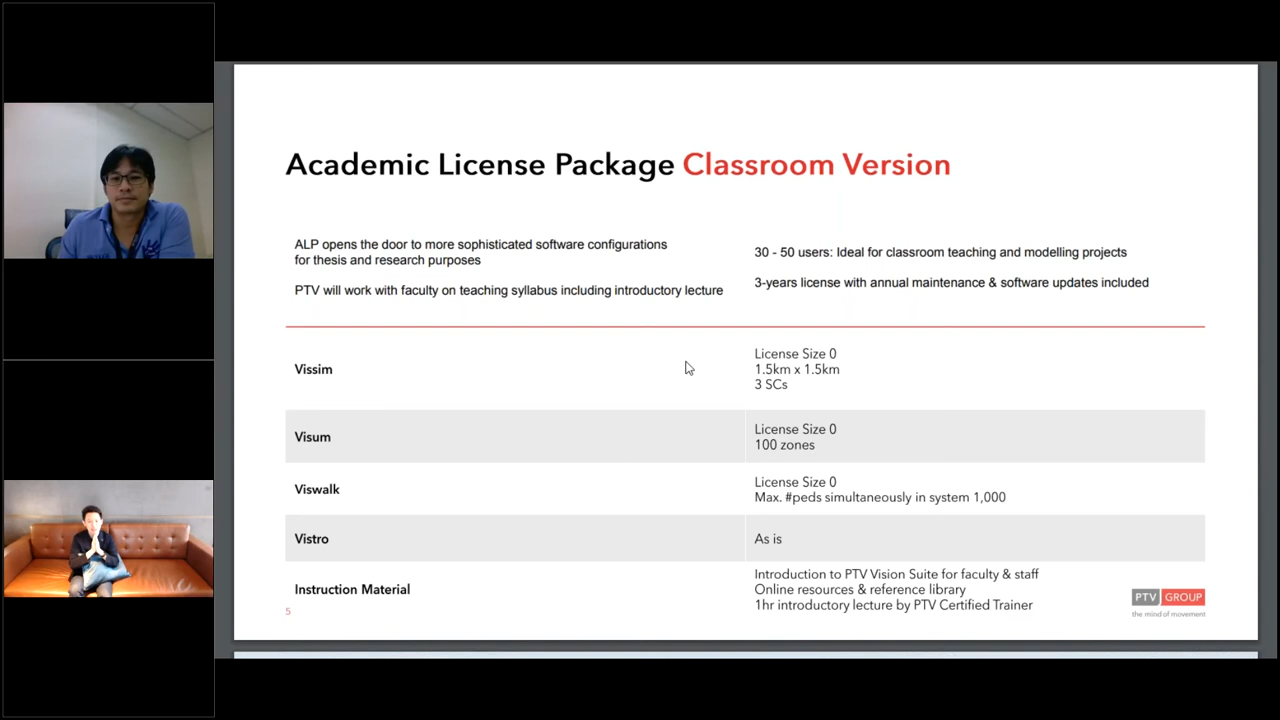 Academic License Package Classroom Version
ALP opens the door to more sophisticated software configurations
for thesis and research purposes
PTV will work with faculty on teaching syllabus including introductory lecture
30 - 50 users: Ideal for classroom teaching and modelling projects
3-years license with annual maintenance & software updates included
Vissim
License Size 0
1.5km x 1.5km
3 SCs
Visum
License Size 0
100 zones
Viswalk
License Size 0
Max. #peds simultaneously in system 1,000
Vistro
As is
Instruction Material
Introduction to PTV Vision Suite for faculty & staff
Online resources & reference library
1hr introductory lecture by PTV Certified Trainer
5
PTV GROUP
the mind of movement